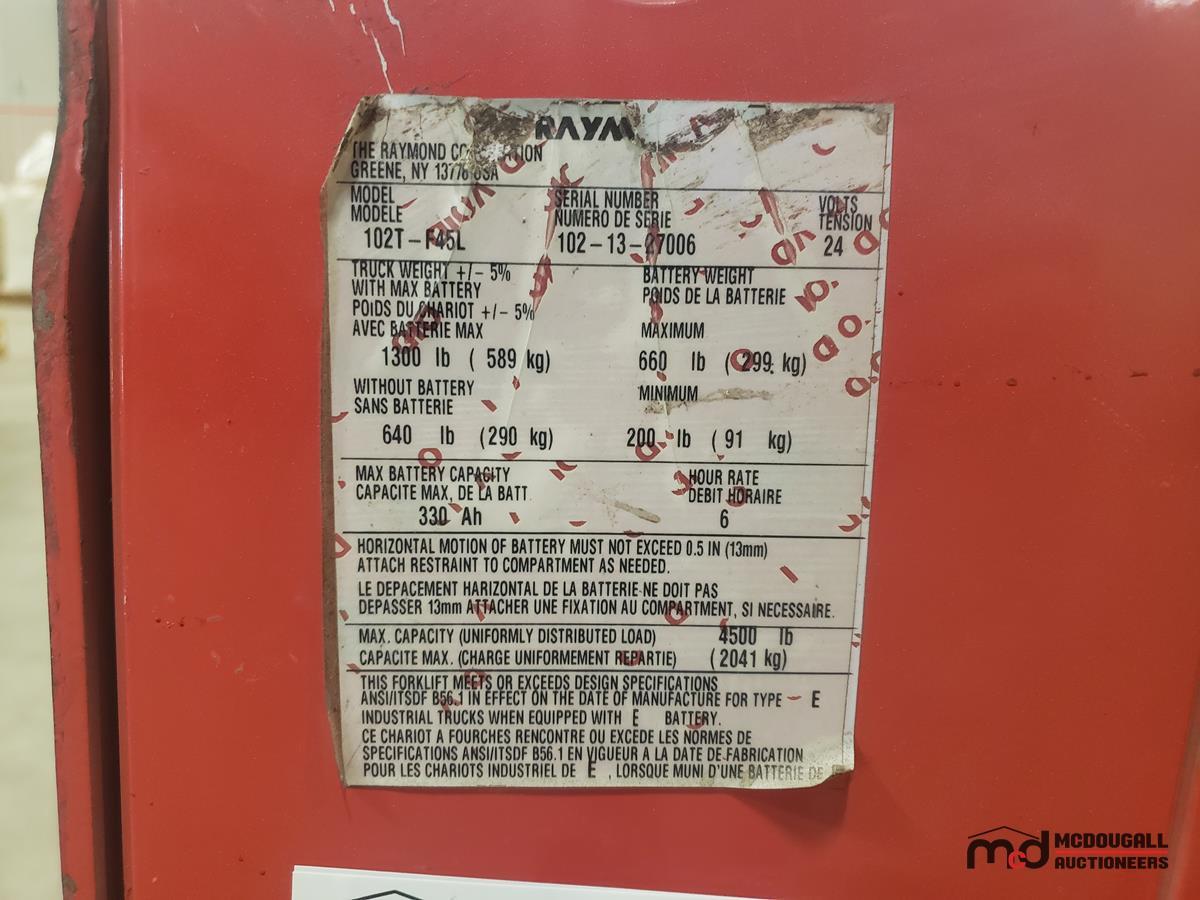 RAYM
THE RAYMOND
GREENE, NY 13776 USA
MODEL SERIAL NUMBER VOLTS
MODELE NUMERO DE SERIE TENSION
102T-F45L 102-13-27006 24
TRUCK WEIGHT +/- 5% BATTERY WEIGHT
WITH MAX BATTERY POIDS DE LA BATTERIE
POIDS DU CHARIOT +/- 5%
AVEC BATTERIE MAX MAXIMUM
1300 lb ( 589 kg) 660 lb ( 299. kg)
WITHOUT BATTERY MINIMUM
SANS BATTERIE
640 lb (290 kg) 200 lb ( 91 kg)
MAX BATTERY CAPACITY HOUR RATE
CAPACITE MAX, DE LA BATT. DEBIT HORAIRE
330 Ah 6
HORIZONTAL MOTION OF BATTERY MUST NOT EXCEED 0.5 IN (13mm)
ATTACH RESTRAINT TO COMPARTMENT AS NEEDED.
LE DEPACEMENT HARIZONTAL DE LA BATTERIE NE DOIT PAS
DEPASSER 13mm ATTACHER UNE FIXATION AU COMPARTMENT, SI NECESSAIRE.
MAX. CAPACITY (UNIFORMLY DISTRIBUTED LOAD) 4500 lb
CAPACITE MAX. (CHARGE UNIFORMEMENT REPARTIE) ( 2041 kg)
THIS FORKLIFT MEETS OR EXCEEDS DESIGN SPECIFICATIONS
ANSI/ITSDF B56.1 IN EFFECT ON THE DATE OF MANUFACTURE FOR TYPE E
INDUSTRIAL TRUCKS WHEN EQUIPPED WITH E BATTERY.
CE CHARIOT A FOURCHES RENCONTRE OU EXCEDE LES NORMES DE
SPECIFICATIONS ANSI/ITSDF B56.1 EN VIGUEUR A LA DATE DE FABRICATION
POUR LES CHARIOTS INDUSTRIEL DE E , LORSQUE MUNI D'UNE BATTERIE DE
mcd MCDOUGALL
AUCTIONEERS